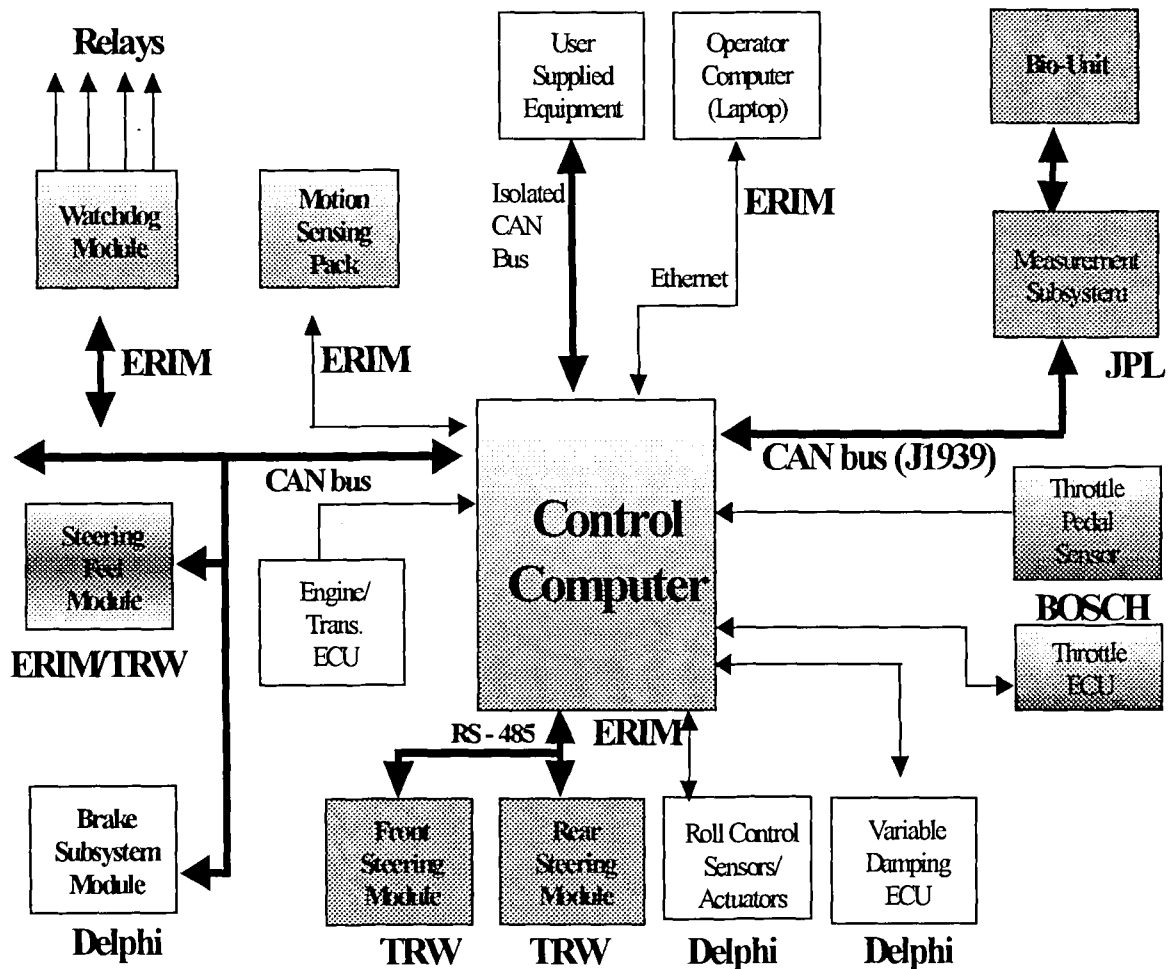 Relays
User
Supplied
Equipment
Operator
Computer
(Laptop)
Bio-Unit
Watchdog
Module
Motion
Sensing
Pack
Isolated
CAN
Bus
ERIM
Ethernet
Measurement
Subsystem
ERIM
ERIM
JPL
CAN bus
CAN bus (J1939)
Steering
Feel
Module
Engine/
Trans.
ECU
Control
Computer
Throttle
Pedal
Sensor
BOSCH
ERIM/TRW
Throttle
ECU
RS - 485
ERIM
Brake
Subsystem
Module
Front
Steering
Module
Rear
Steering
Module
Roll Control
Sensors/
Actuators
Variable
Damping
ECU
Delphi
TRW
TRW
Delphi
Delphi